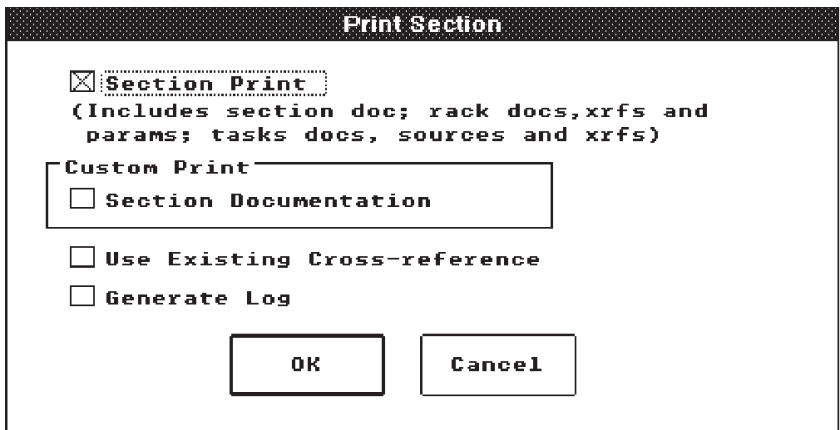 Print Section
Section Print
(Includes section doc; rack docs,xrfs and
params; tasks docs, sources and xrfs)
Custom Print
Section Documentation
Use Existing Cross-reference
Generate Log
OK Cancel